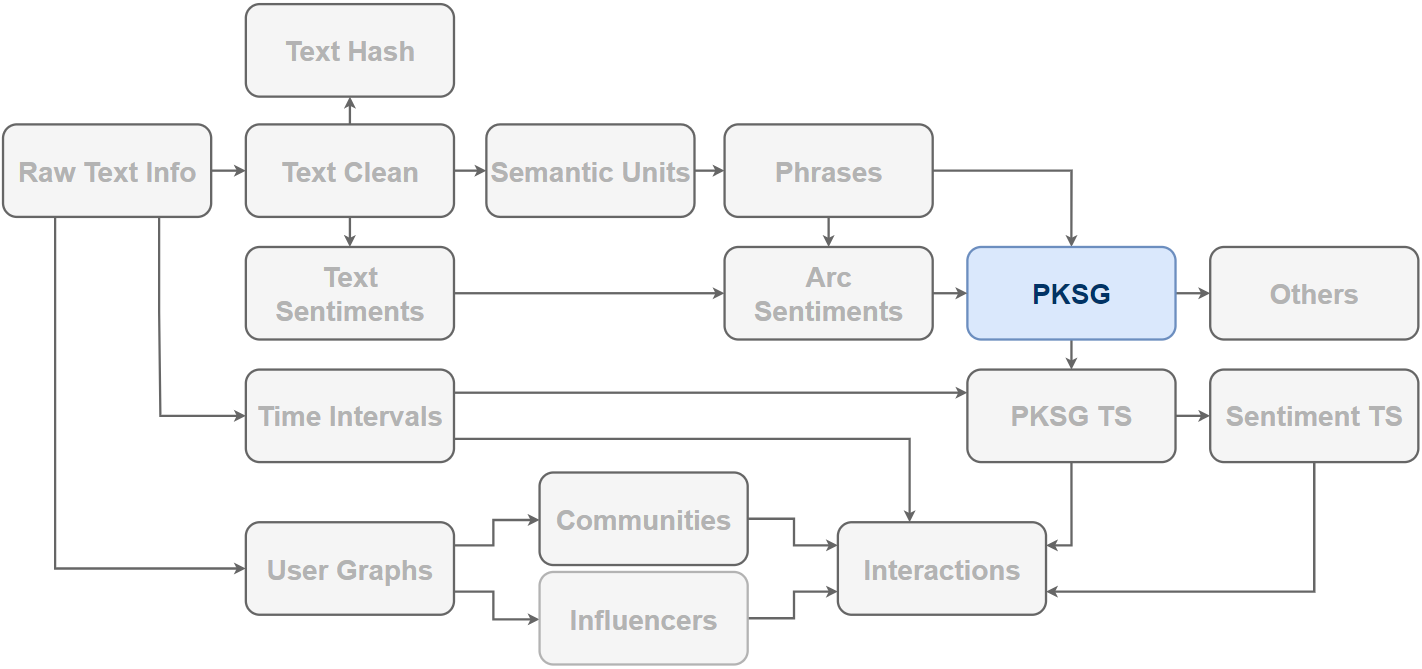 Text Hash
Raw Text Info
Text Clean
Semantic Units
Phrases
Text
Sentiments
Arc
Sentiments
PKSG
Others
Time Intervals
PKSG TS
Sentiment TS
Communities
User Graphs
Interactions
Influencers